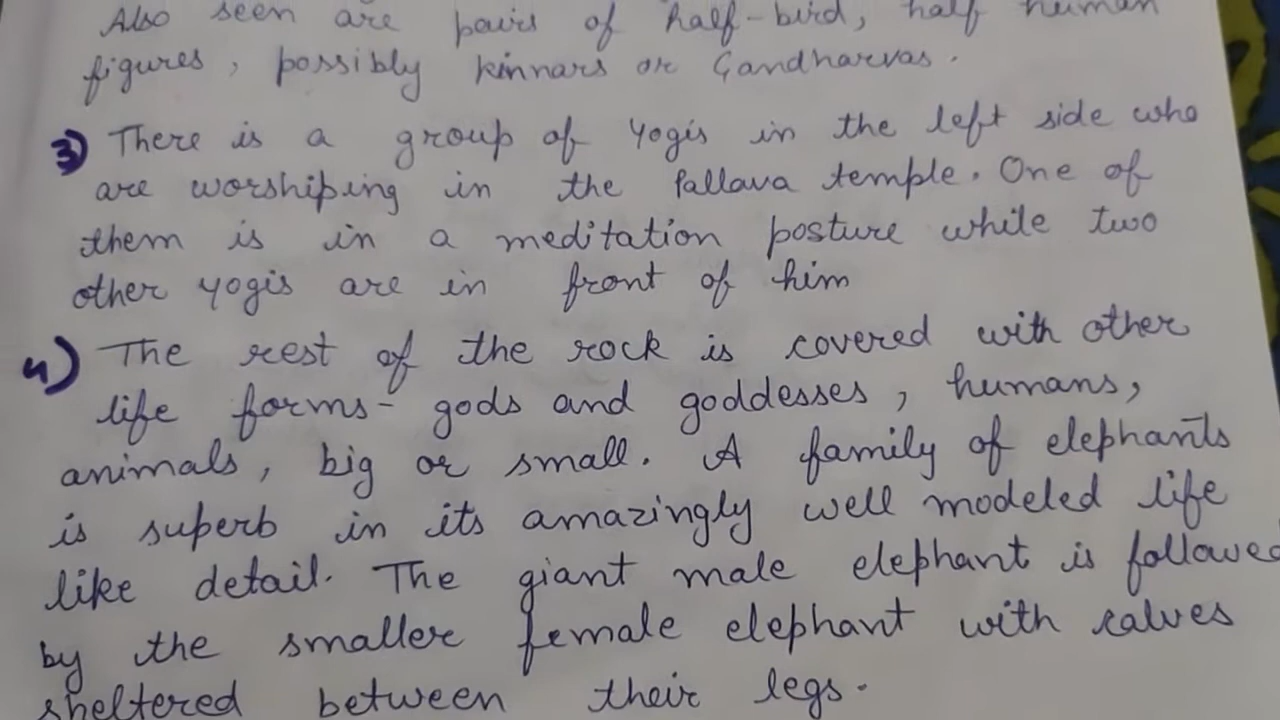 Also seen are pairs of half-bird, half human
figures, possibly kinnars or Gandharvas.
3) There is a group of Yogis in the left side who
are worshiping in the Pallava temple. One of
them is in a meditation posture while two
other yogis are in front of him
4) The rest of the rock is covered with other
life forms- gods and goddesses, humans,
animals, big or small. A family of elephants
is superb in its amazingly well modeled life
like detail. The giant male elephant is followed
by the smaller female elephant with calves
sheltered between their legs.